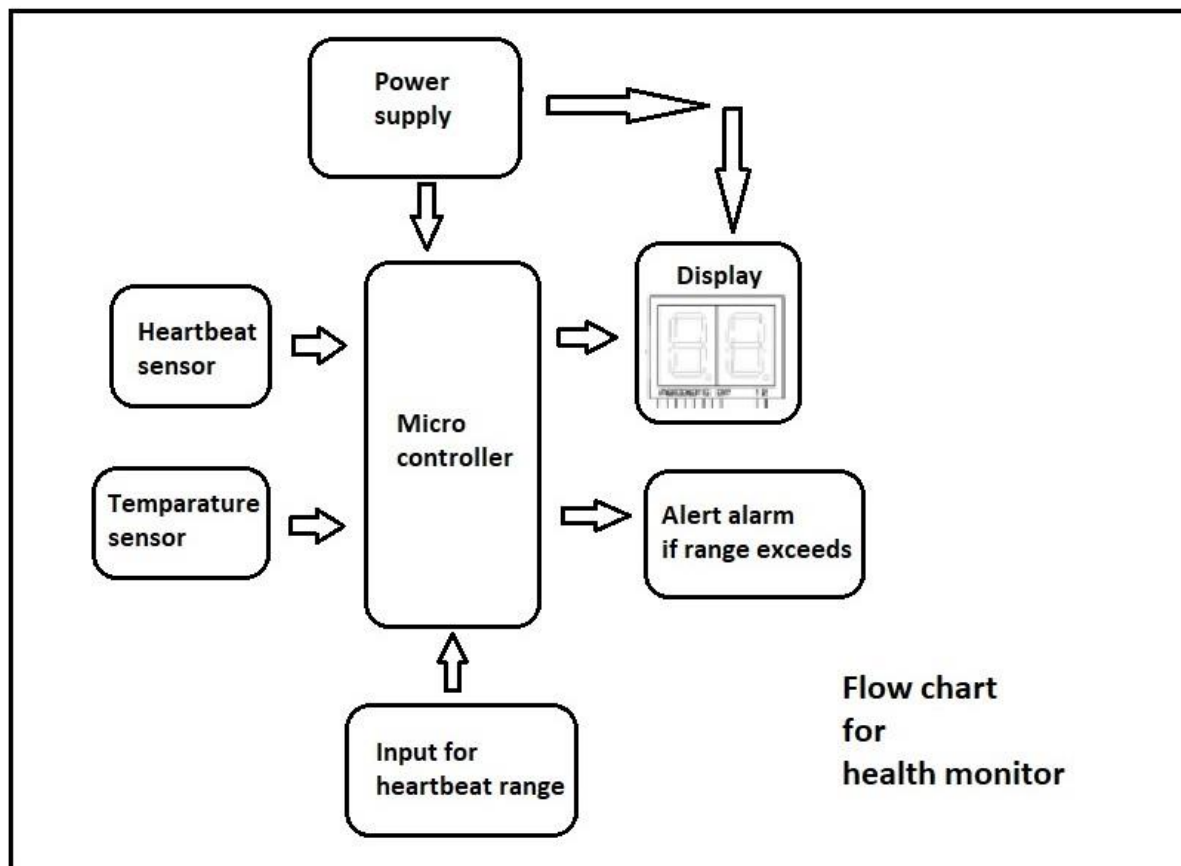 Power
supply
Display
Heartbeat
sensor
Micro
controller
Temparature
sensor
Alert alarm
if range exceeds
Input for
heartbeat range
Flow chart
for
health monitor